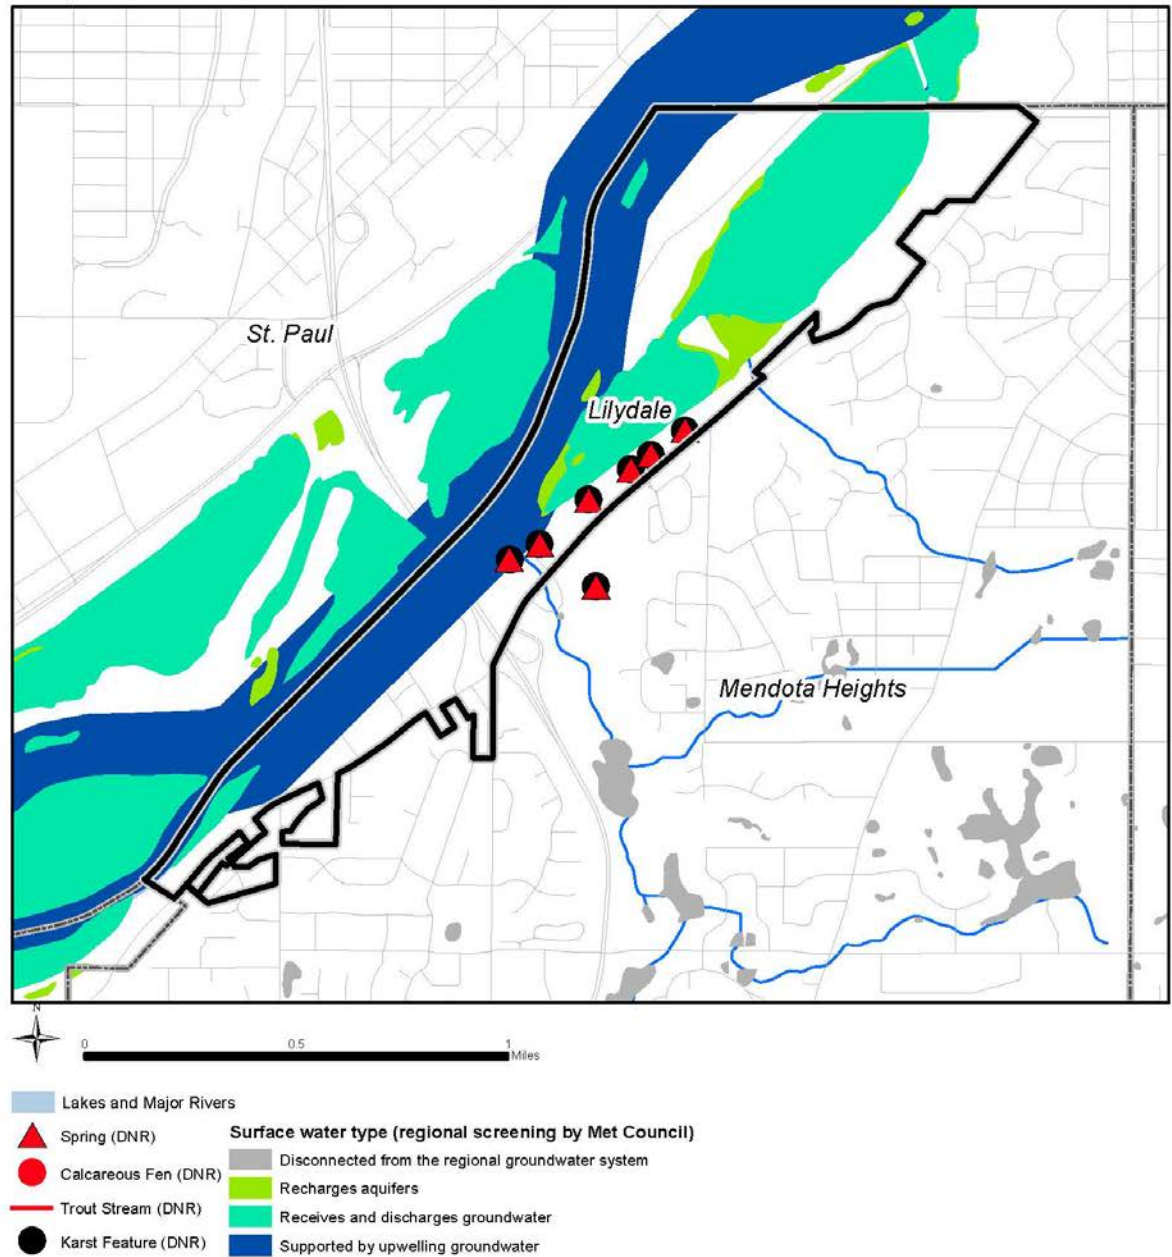 St. Paul
Lilydale
Mendota Heights
N
0 0.5 1
Miles
Lakes and Major Rivers
Spring (DNR)
Calcareous Fen (DNR)
Trout Stream (DNR)
Karst Feature (DNR)
Surface water type (regional screening by Met Council)
Disconnected from the regional groundwater system
Recharges aquifers
Receives and discharges groundwater
Supported by upwelling groundwater